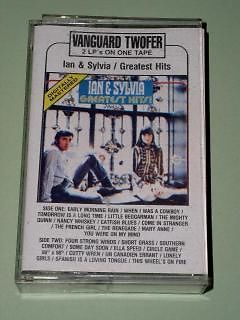 VANGUARD TWOFER
2 LP's ON ONE TAPE
Ian & Sylvia / Greatest Hits
DIGITALLY
REMASTERED
IAN & SYLVIA
GREATEST HITS!
SIDE ONE: EARLY MORNING RAIN / WHEN I WAS A COWBOY /
TOMORROW IS A LONG TIME / LITTLE BEGGARMAN / THE MIGHTY
QUINN / NANCY WHISKEY / CATFISH BLUES / COME IN STRANGER
/ THE FRENCH GIRL / THE RENEGADE / MARY ANNE /
YOU WERE ON MY MIND
SIDE TWO: FOUR STRONG WINDS / SHORT GRASS / SOUTHERN
COMFORT / SOME DAY SOON / ELLA SPEED / CIRCLE GAME /
/ CUTTY WREN / UN CANADIEN ERRANT / LONELY
GIRLS / SPANISH IS A LOVING TONGUE / THIS WHEEL'S ON FIRE